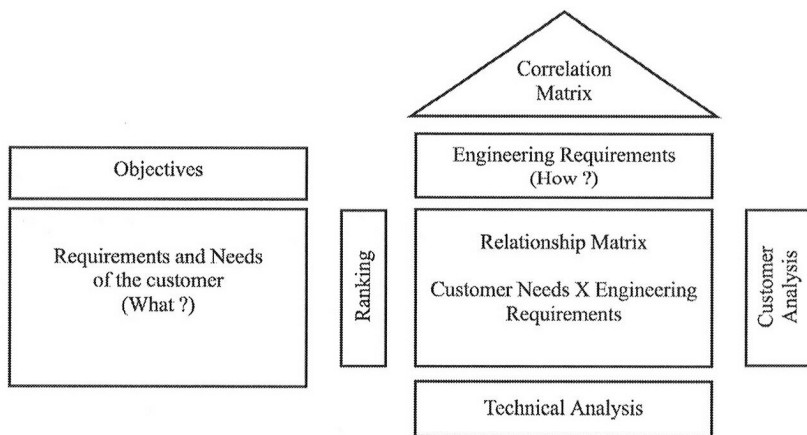 Correlation
Matrix
Objectives
Engineering Requirements
(How ?)
Requirements and Needs
of the customer
(What ?)
Ranking
Relationship Matrix
Customer Needs X Engineering
Requirements
Customer
Analysis
Technical Analysis